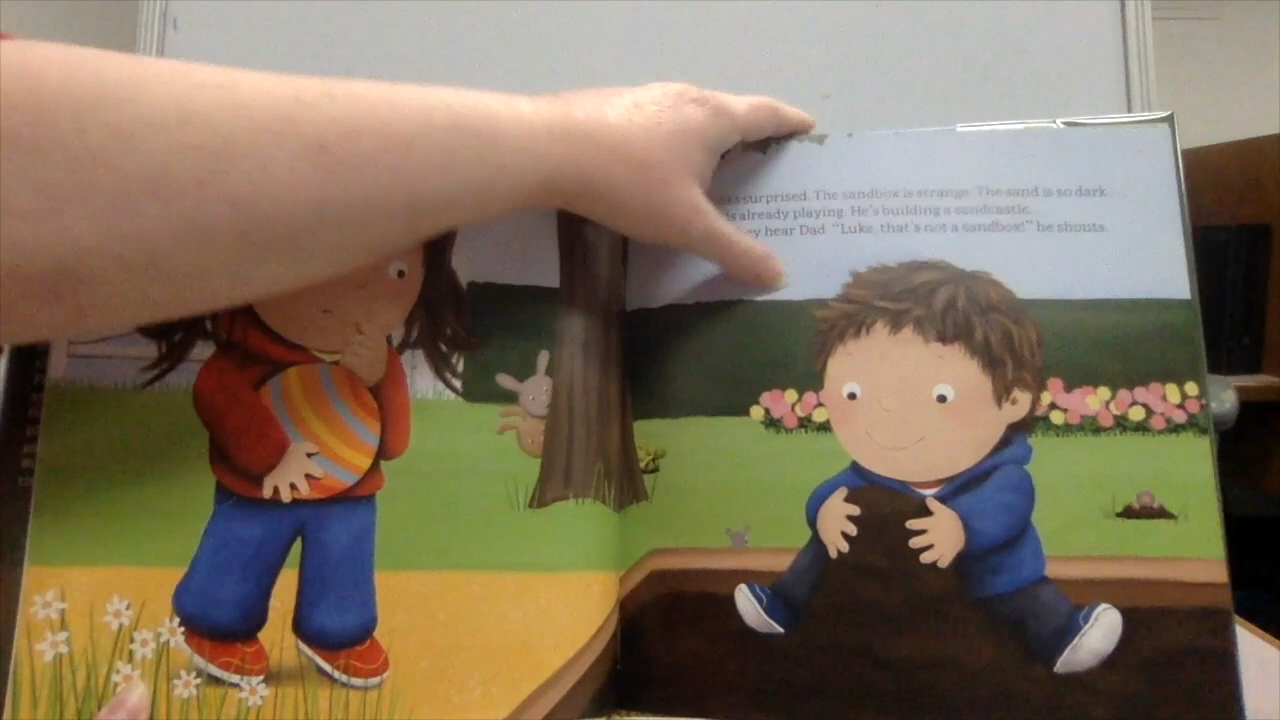 surprised. The sandbox is strange. The sand is so dark...
is already playing. He's building a sandcastle.
hear Dad. "Luke, that's not a sandbox!" he shouts.